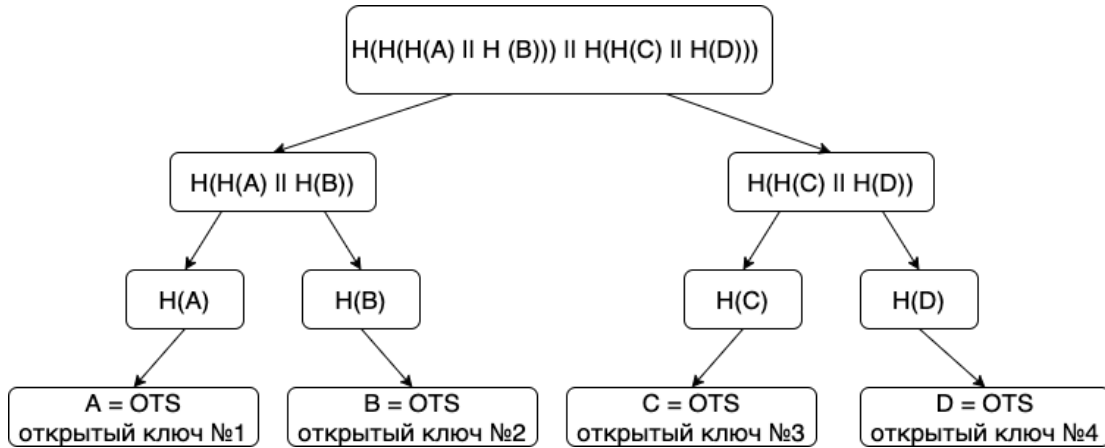 H(H(H(A) || H (B))) || H(H(C) || H(D)))
H(H(A) || H(B))
H(H(C) || H(D))
H(A)
H(B)
H(C)
H(D)
A = OTS
открытый ключ №1
B = OTS
открытый ключ №2
C = OTS
открытый ключ №3
D = OTS
открытый ключ №4